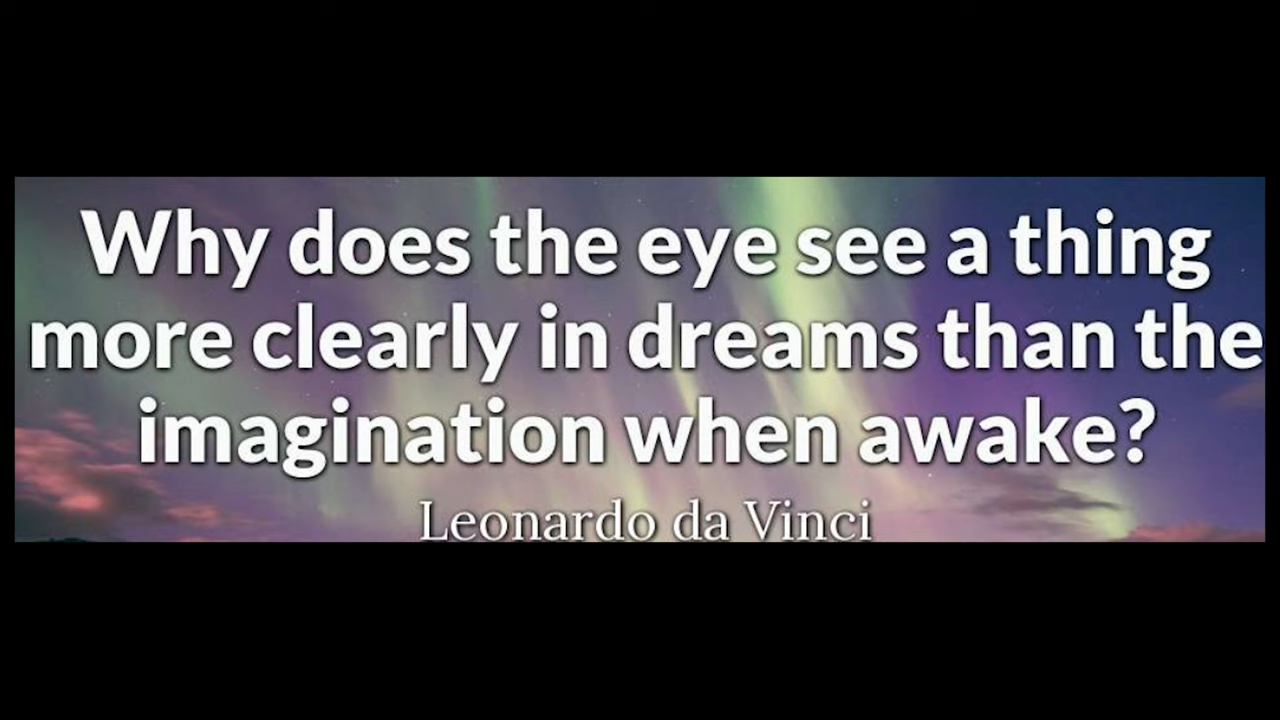 Why does the eye see a thing
more clearly in dreams than the
imagination when awake?
Leonardo da Vinci